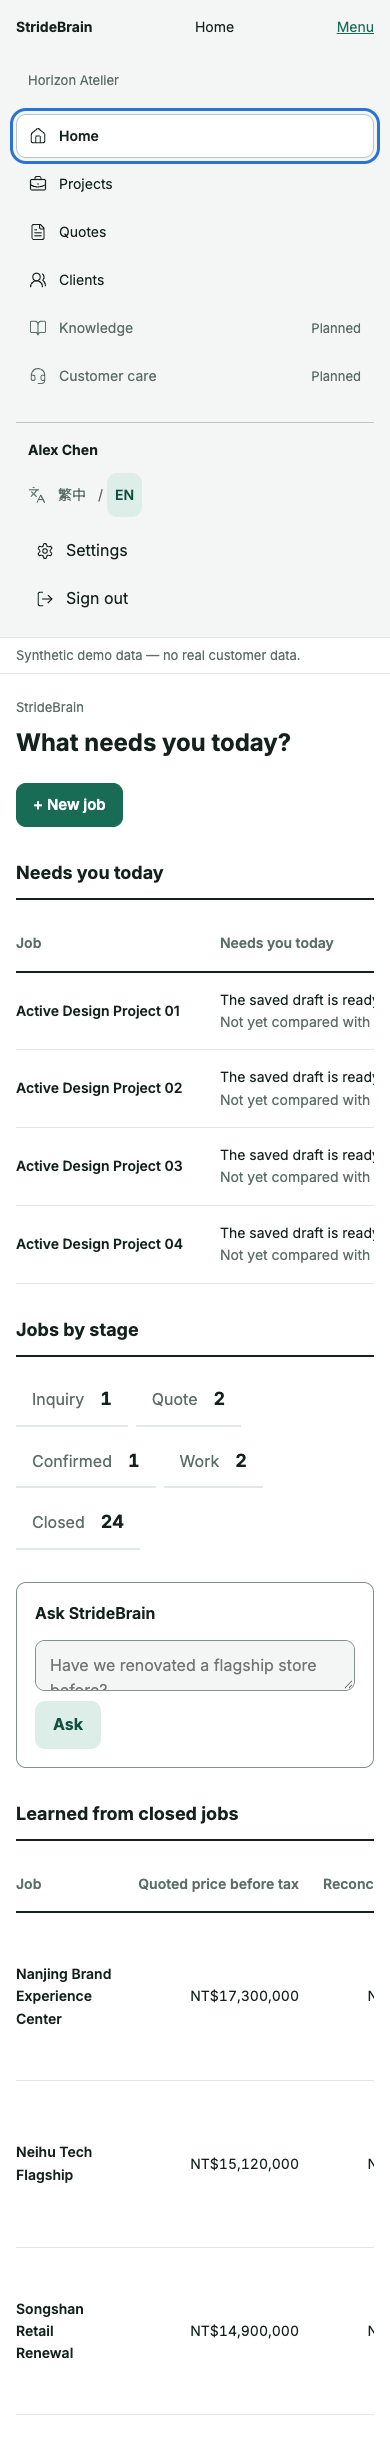 StrideBrain Home Menu
Horizon Atelier
Home
Projects
Quotes
Clients
Knowledge Planned
Customer care Planned
Alex Chen
繁中 / EN
Settings
Sign out
Synthetic demo data — no real customer data.
StrideBrain
What needs you today?
+ New job
Needs you today
Job Needs you today
Active Design Project 01 The saved draft is ready
Not yet compared with
Active Design Project 02 The saved draft is ready
Not yet compared with
Active Design Project 03 The saved draft is ready
Not yet compared with
Active Design Project 04 The saved draft is ready
Not yet compared with
Jobs by stage
Inquiry 1 Quote 2
Confirmed 1 Work 2
Closed 24
Ask StrideBrain
Have we renovated a flagship store
before?
Ask
Learned from closed jobs
Job Quoted price before tax Reconc
Nanjing Brand
Experience
Center
NT$17,300,000 N
Neihu Tech
Flagship
NT$15,120,000 N
Songshan
Retail
Renewal
NT$14,900,000 N